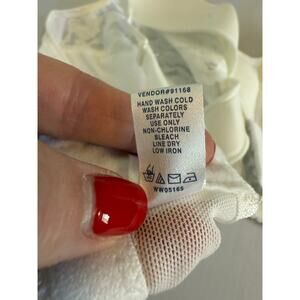 VENDOR#91168
HAND WASH COLD
WASH COLORS
SEPARATELY
USE ONLY
NON-CHLORINE
BLEACH
LINE DRY
LOW IRON
WW05165